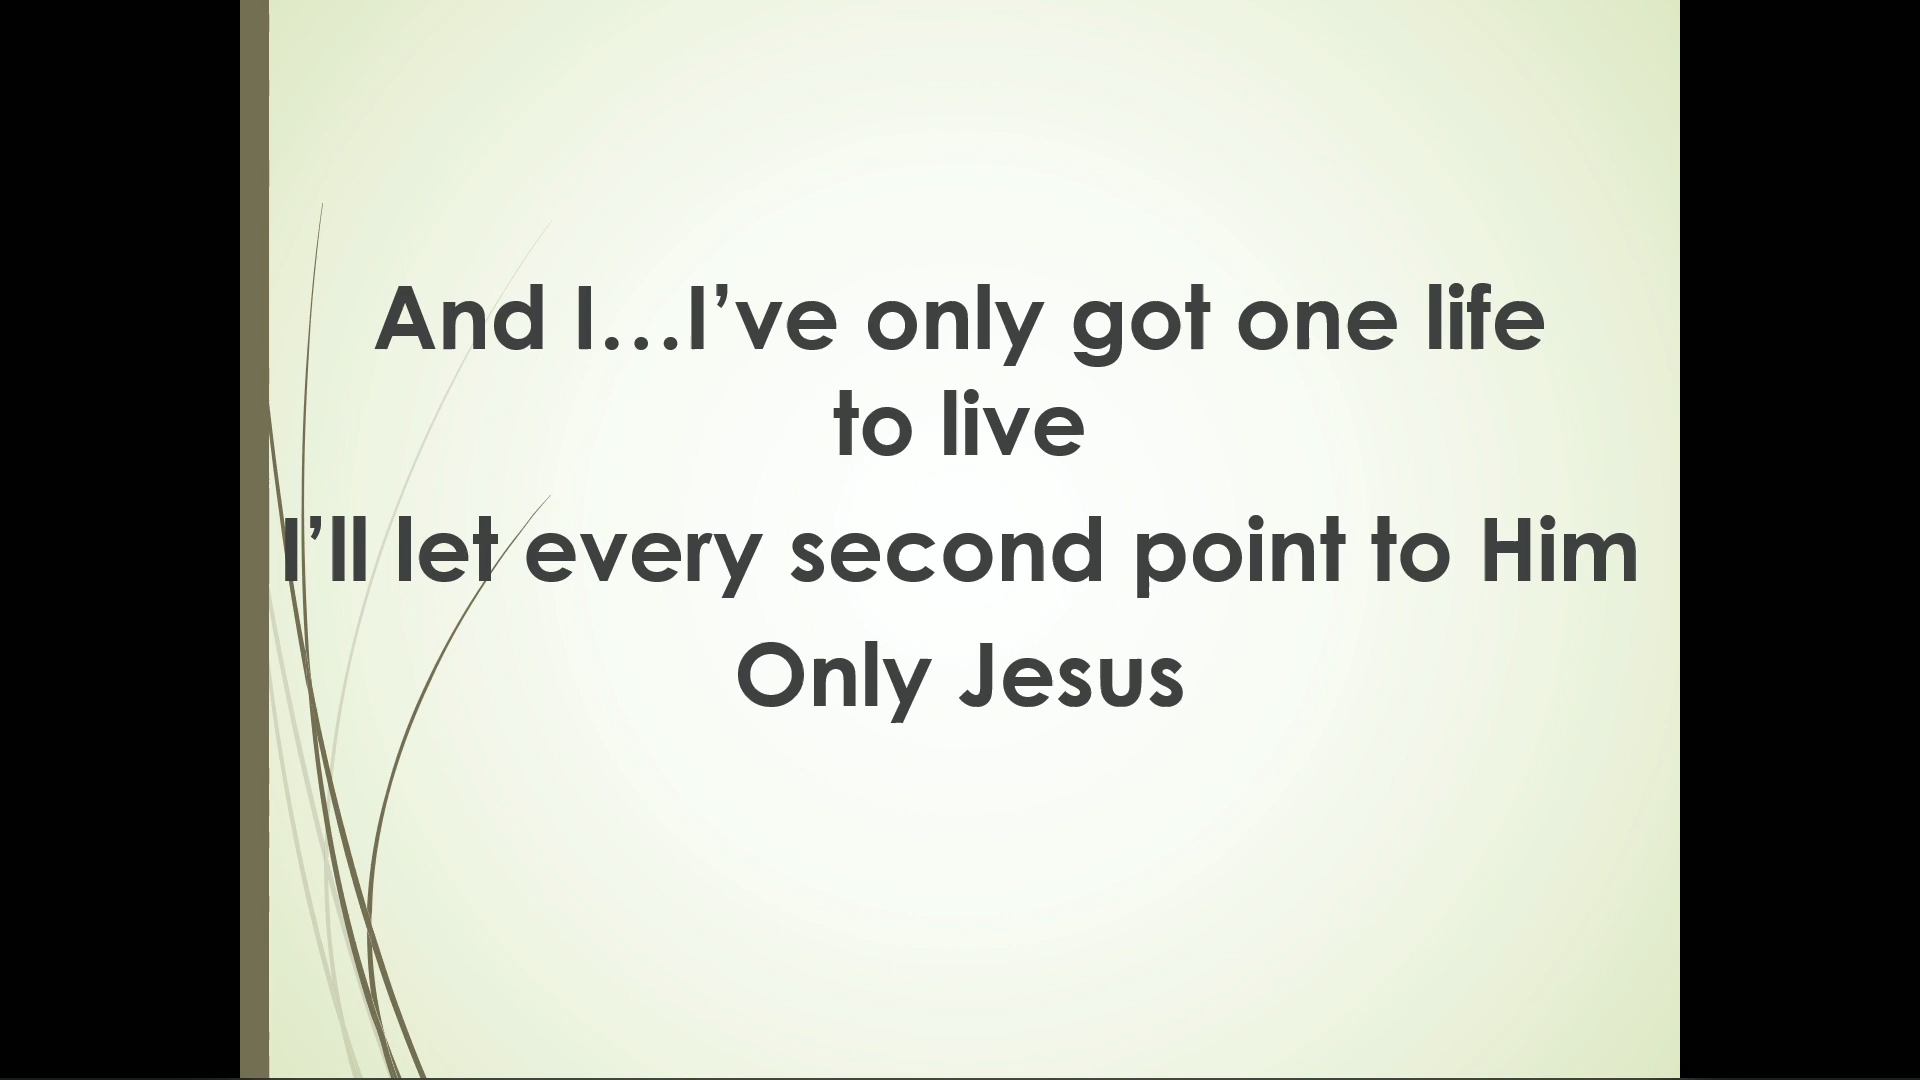 And I…I’ve only got one life
to live
I’ll let every second point to Him
Only Jesus